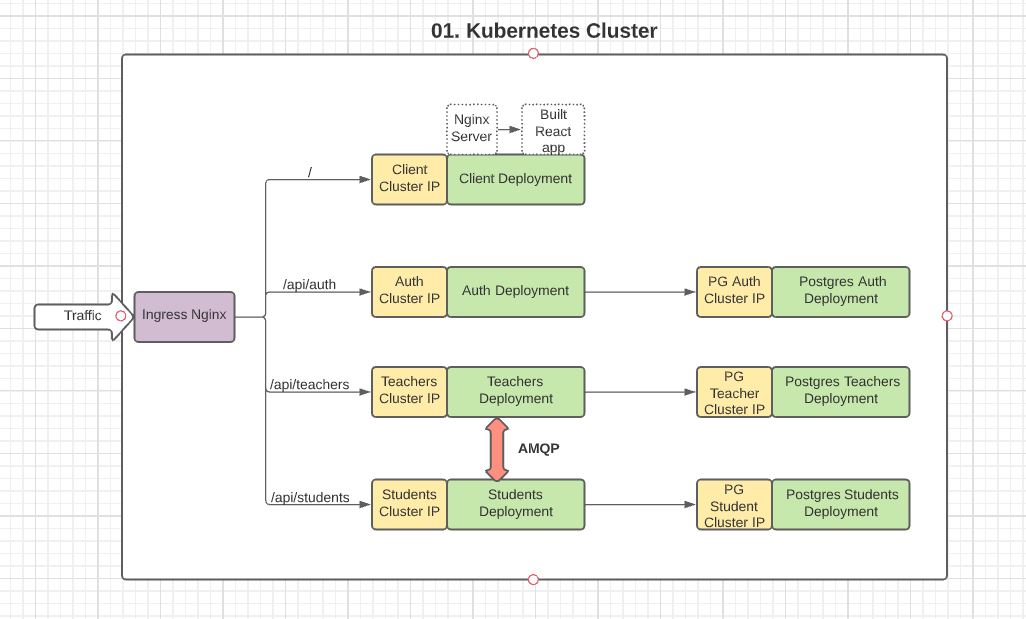 01. Kubernetes Cluster
Nginx
Server
Built
React
app
/
Client
Cluster IP
Client Deployment
/api/auth
Auth
Cluster IP
Auth Deployment
PG Auth
Cluster IP
Postgres Auth
Deployment
Traffic
Ingress Nginx
/api/teachers
Teachers
Cluster IP
Teachers
Deployment
PG
Teacher
Cluster IP
Postgres Teachers
Deployment
AMQP
/api/students
Students
Cluster IP
Students
Deployment
PG
Student
Cluster IP
Postgres Students
Deployment